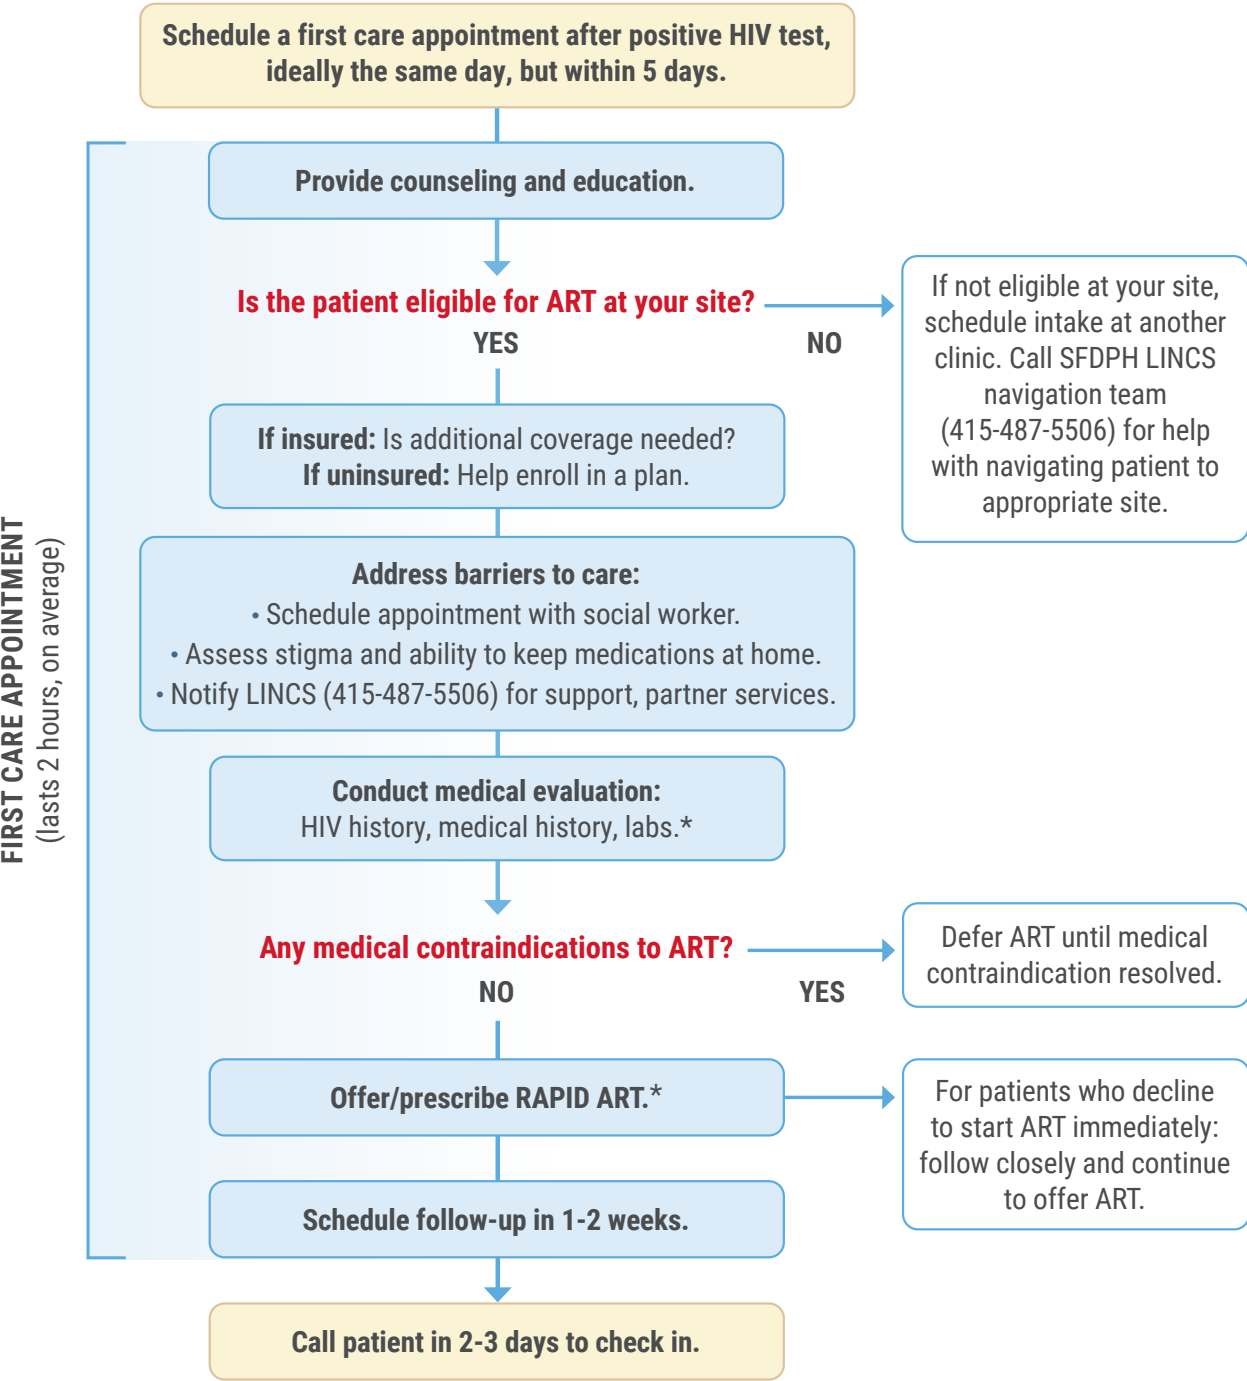 Schedule a first care appointment after positive HIV test,
ideally the same day, but within 5 days.
FIRST CARE APPOINTMENT
(lasts 2 hours, on average)
Provide counseling and education.
Is the patient eligible for ART at your site?
YES
NO
If not eligible at your site,
schedule intake at another
clinic. Call SFDPH LINCS
navigation team
(415-487-5506) for help
with navigating patient to
appropriate site.
If insured: Is additional coverage needed?
If uninsured: Help enroll in a plan.
Address barriers to care:
• Schedule appointment with social worker.
• Assess stigma and ability to keep medications at home.
• Notify LINCS (415-487-5506) for support, partner services.
Conduct medical evaluation:
HIV history, medical history, labs.*
Any medical contraindications to ART?
NO
YES
Defer ART until medical
contraindication resolved.
Offer/prescribe RAPID ART.*
For patients who decline
to start ART immediately:
follow closely and continue
to offer ART.
Schedule follow-up in 1-2 weeks.
Call patient in 2-3 days to check in.